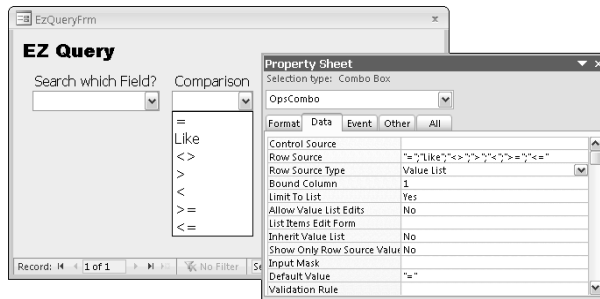 EzQueryFrm
EZ Query
Search which Field? Comparison
=
Like
<>
>
<
>=
<=
Record: 1 of 1 No Filter Se
Property Sheet
Selection type: Combo Box
OpsCombo
Format Data Event Other All
Control Source
Row Source "=";"Like";"<>";">";"<";">=";"<="
Row Source Type Value List
Bound Column 1
Limit To List Yes
Allow Value List Edits No
List Items Edit Form
Inherit Value List No
Show Only Row Source Value No
Input Mask
Default Value "="
Validation Rule